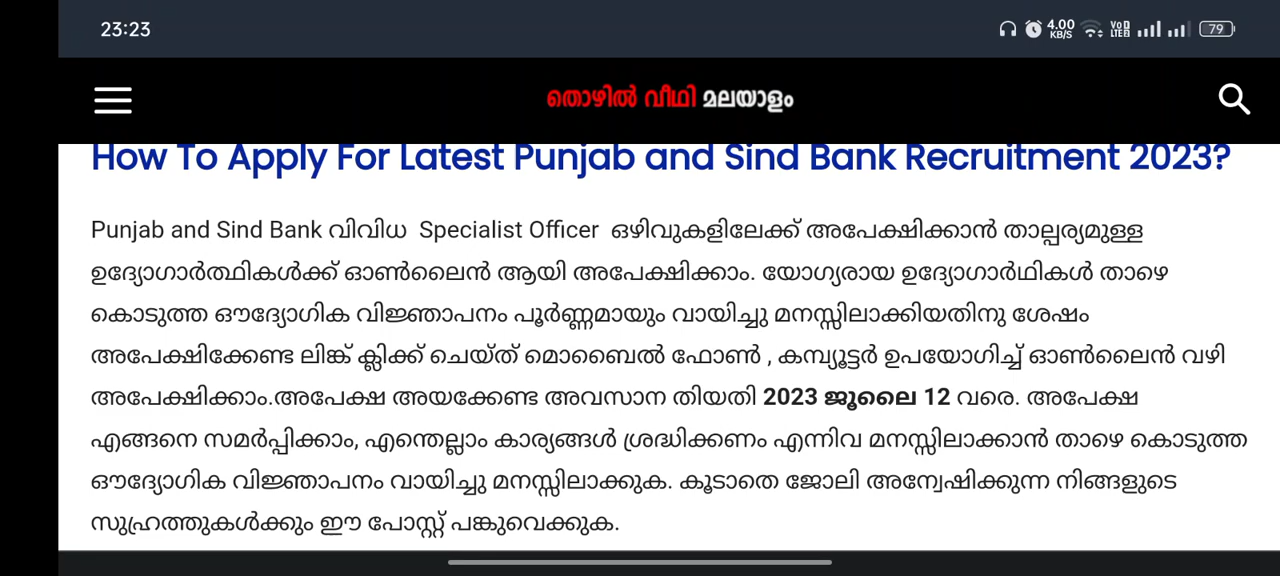 23:23 4.00 KB/S Vo LTE 79
തൊഴിൽ വീഥി മലയാളം
How To Apply For Latest Punjab and Sind Bank Recruitment 2023?
Punjab and Sind Bank വിവിധ Specialist Officer ഒഴിവുകളിലേക്ക് അപേക്ഷിക്കാൻ താല്പര്യമുള്ള
ഉദ്യോഗാർത്ഥികൾക്ക് ഓൺലൈൻ ആയി അപേക്ഷിക്കാം. യോഗ്യരായ ഉദ്യോഗാർഥികൾ താഴെ
കൊടുത്ത ഔദ്യോഗിക വിജ്ഞാപനം പൂർണ്ണമായും വായിച്ചു മനസ്സിലാക്കിയതിനു ശേഷം
അപേക്ഷിക്കേണ്ട ലിങ്ക് ക്ലിക്ക് ചെയ്ത് മൊബൈൽ ഫോൺ , കമ്പ്യൂട്ടർ ഉപയോഗിച്ച് ഓൺലൈൻ വഴി
അപേക്ഷിക്കാം.അപേക്ഷ അയക്കേണ്ട അവസാന തിയതി 2023 ജൂലൈ 12 വരെ. അപേക്ഷ
എങ്ങനെ സമർപ്പിക്കാം, എന്തെല്ലാം കാര്യങ്ങൾ ശ്രദ്ധിക്കണം എന്നിവ മനസ്സിലാക്കാൻ താഴെ കൊടുത്ത
ഔദ്യോഗിക വിജ്ഞാപനം വായിച്ചു മനസ്സിലാക്കുക. കൂടാതെ ജോലി അന്വേഷിക്കുന്ന നിങ്ങളുടെ
സുഹൃത്തുകൾക്കും ഈ പോസ്റ്റ് പങ്കുവെക്കുക.